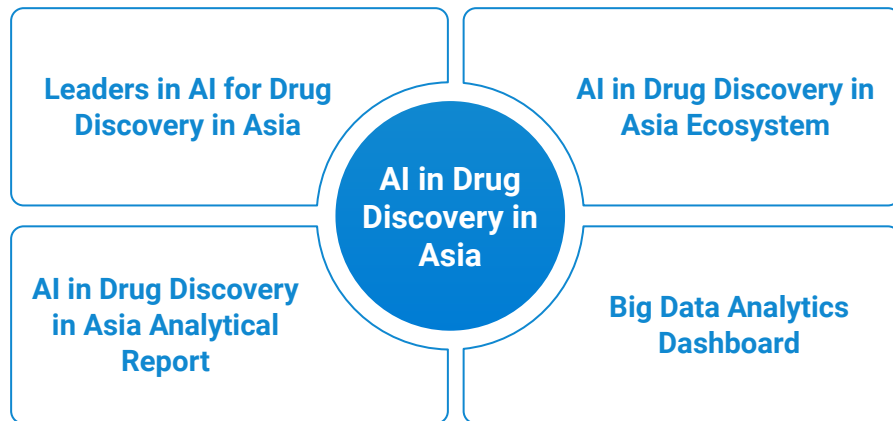 Leaders in AI for Drug
Discovery in Asia
AI in Drug Discovery in
Asia Ecosystem
AI in Drug
Discovery in
Asia
AI in Drug Discovery
in Asia Analytical
Report
Big Data Analytics
Dashboard